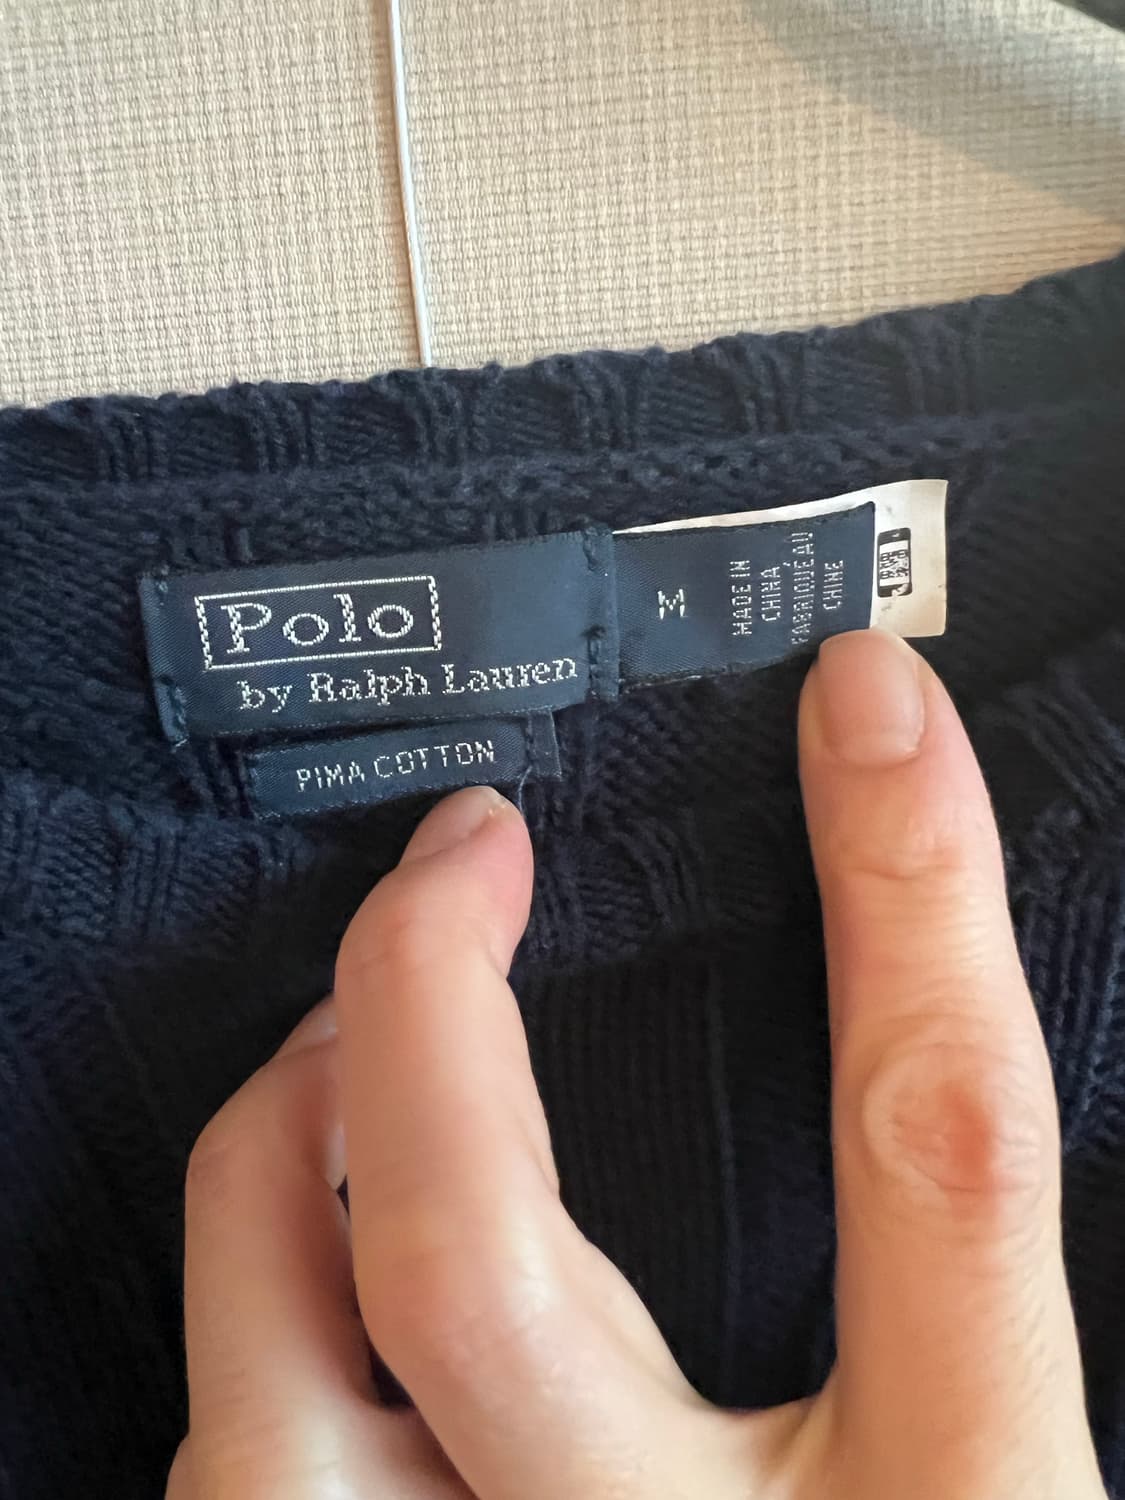 Polo
by Ralph Lauren
PIMA COTTON
M
MADE IN
CHINA
FABRIQUÉ AU
CHINE